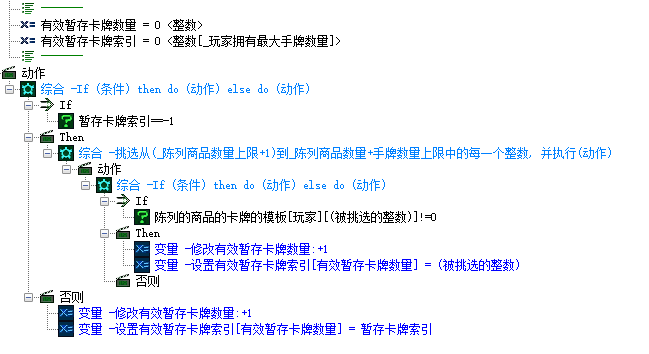 有效暂存卡牌数量 = 0 <整数>
有效暂存卡牌索引 = 0 <整数[_玩家拥有最大手牌数量]>
动作
综合 -If (条件) then do (动作) else do (动作)
If
暂存卡牌索引==-1
Then
综合 -挑选从(_陈列商品数量上限+1)到_陈列商品数量+手牌数量上限中的每一个整数, 并执行(动作)
动作
综合 -If (条件) then do (动作) else do (动作)
If
陈列的商品的卡牌的模板[玩家][(被挑选的整数)]!=0
Then
变量 -修改有效暂存卡牌数量:+1
变量 -设置有效暂存卡牌索引[有效暂存卡牌数量] = (被挑选的整数)
否则
否则
变量 -修改有效暂存卡牌数量:+1
变量 -设置有效暂存卡牌索引[有效暂存卡牌数量] = 暂存卡牌索引